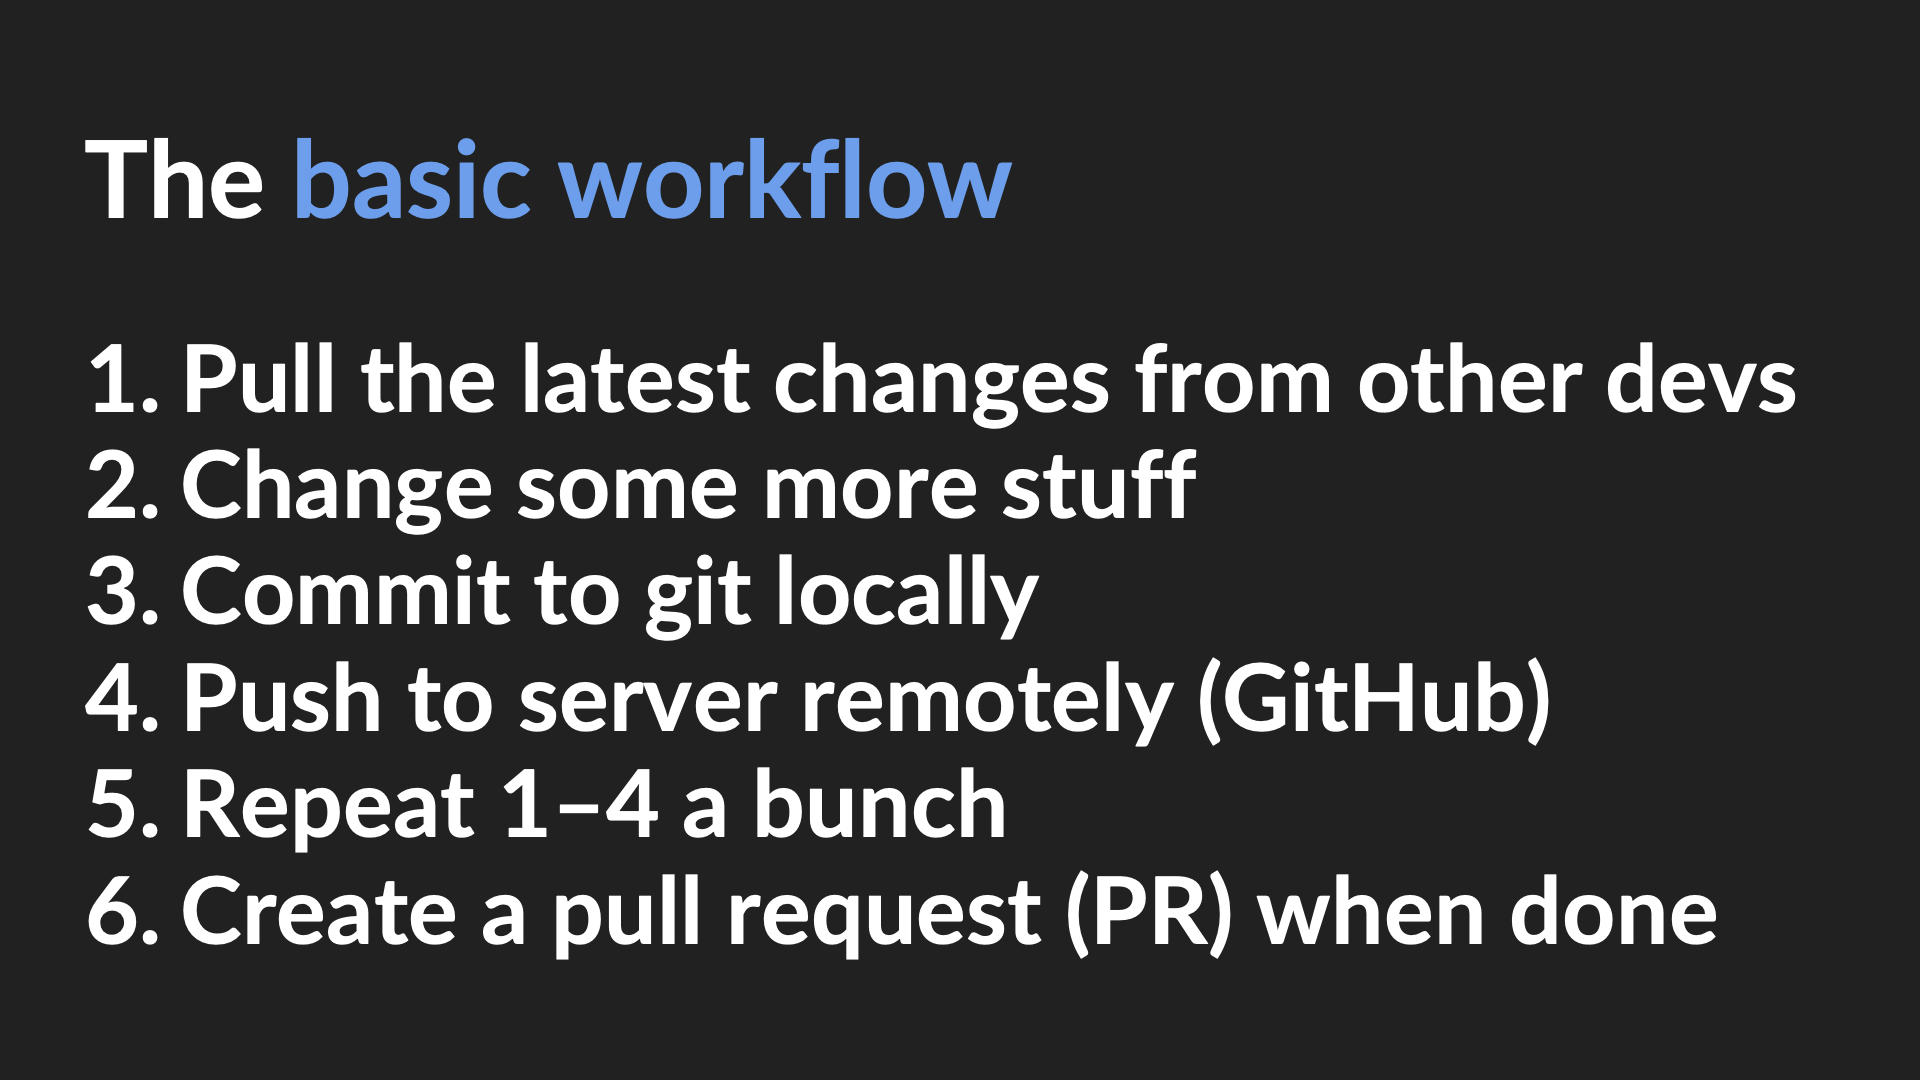 The basic workflow
1. Pull the latest changes from other devs
2. Change some more stuff
3. Commit to git locally
4. Push to server remotely (GitHub)
5. Repeat 1–4 a bunch
6. Create a pull request (PR) when done